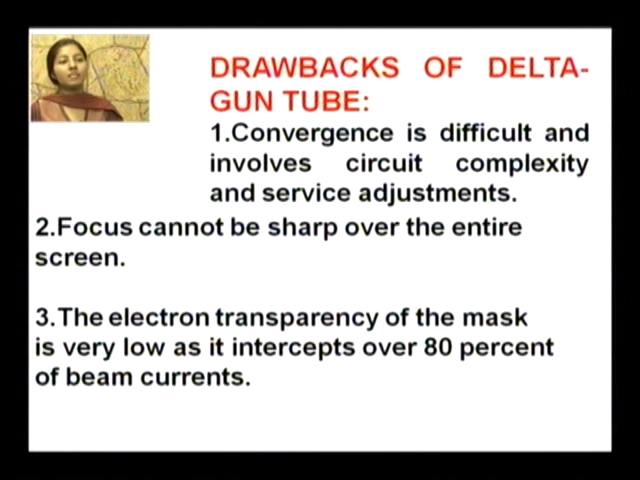 DRAWBACKS OF DELTA-
GUN TUBE:
1.Convergence is difficult and
involves circuit complexity
and service adjustments.
2.Focus cannot be sharp over the entire
screen.
3.The electron transparency of the mask
is very low as it intercepts over 80 percent
of beam currents.